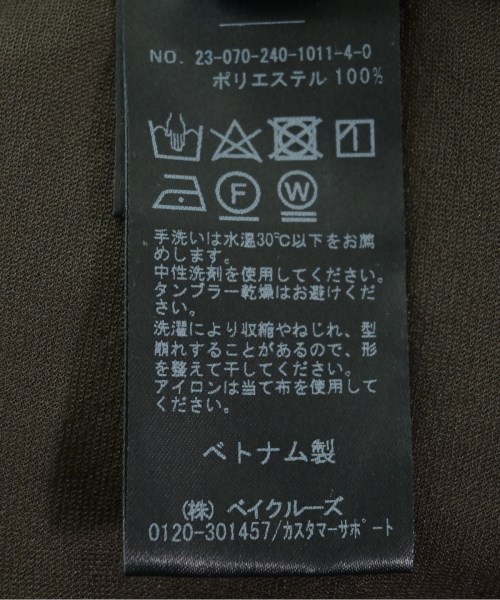 NO. 23-070-240-1011-4-0
ポリエステル 100%
F
W
手洗いは水温30℃以下をお薦
めします。
中性洗剤を使用してください。
タンブラー乾燥はお避けくだ
さい。
洗濯により収縮やねじれ、型
崩れすることがあるので、形
を整えて干してください。
アイロンは当て布を使用して
ください。
ベトナム製
(株) ベイクルーズ
0120-301457/カスタマーサポート